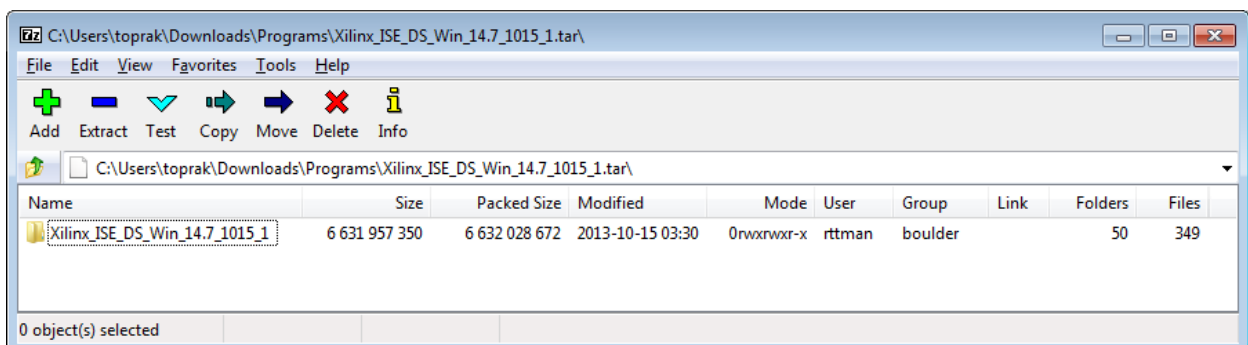 7z C:\Users\toprak\Downloads\Programs\Xilinx_ISE_DS_Win_14.7_1015_1.tar\
File Edit View Favorites Tools Help
Add Extract Test Copy Move Delete Info
C:\Users\toprak\Downloads\Programs\Xilinx_ISE_DS_Win_14.7_1015_1.tar\
Name Size Packed Size Modified Mode User Group Link Folders Files
Xilinx_ISE_DS_Win_14.7_1015_1 6 631 957 350 6 632 028 672 2013-10-15 03:30 0rwxrwxr-x rttman boulder 50 349
0 object(s) selected